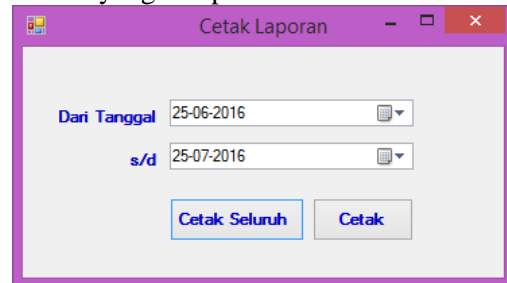 Cetak Laporan
Dari Tanggal 25-06-2016
s/d 25-07-2016
Cetak Seluruh Cetak